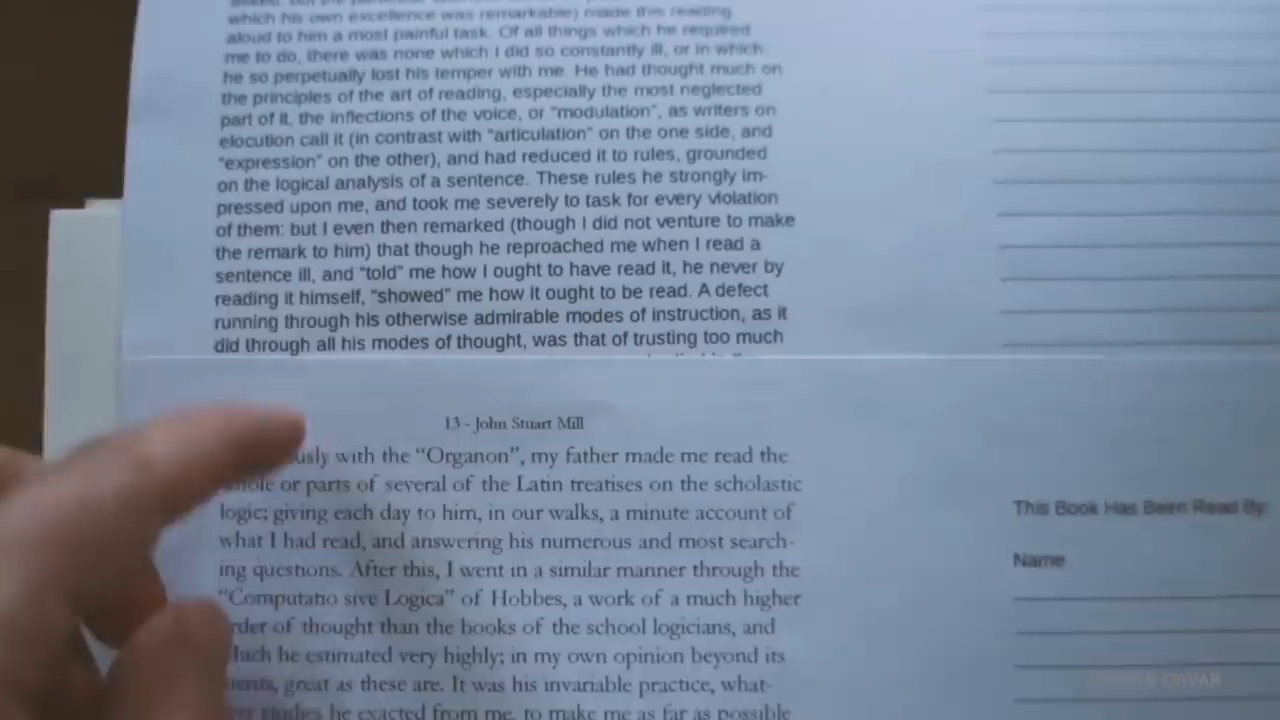 which his own excellence was remarkable) made this reading
aloud to him a most painful task. Of all things which he required
me to do, there was none which I did so constantly ill, or in which
he so perpetually lost his temper with me. He had thought much on
the principles of the art of reading, especially the most neglected
part of it, the inflections of the voice, or “modulation”, as writers on
elocution call it (in contrast with “articulation” on the one side, and
“expression” on the other), and had reduced it to rules, grounded
on the logical analysis of a sentence. These rules he strongly im-
pressed upon me, and took me severely to task for every violation
of them: but I even then remarked (though I did not venture to make
the remark to him) that though he reproached me when I read a
sentence ill, and “told” me how I ought to have read it, he never by
reading it himself, “showed” me how it ought to be read. A defect
running through his otherwise admirable modes of instruction, as it
did through all his modes of thought, was that of trusting too much
13 - John Stuart Mill
with the “Organon”, my father made me read the
or parts of several of the Latin treatises on the scholastic
logic; giving each day to him, in our walks, a minute account of
what I had read, and answering his numerous and most search-
ing questions. After this, I went in a similar manner through the
“Computatio sive Logica” of Hobbes, a work of a much higher
order of thought than the books of the school logicians, and
which he estimated very highly; in my own opinion beyond its
great as these are. It was his invariable practice, what-
studies he exacted from me, to make me as far as possible
This Book Has Been Read By:
Name